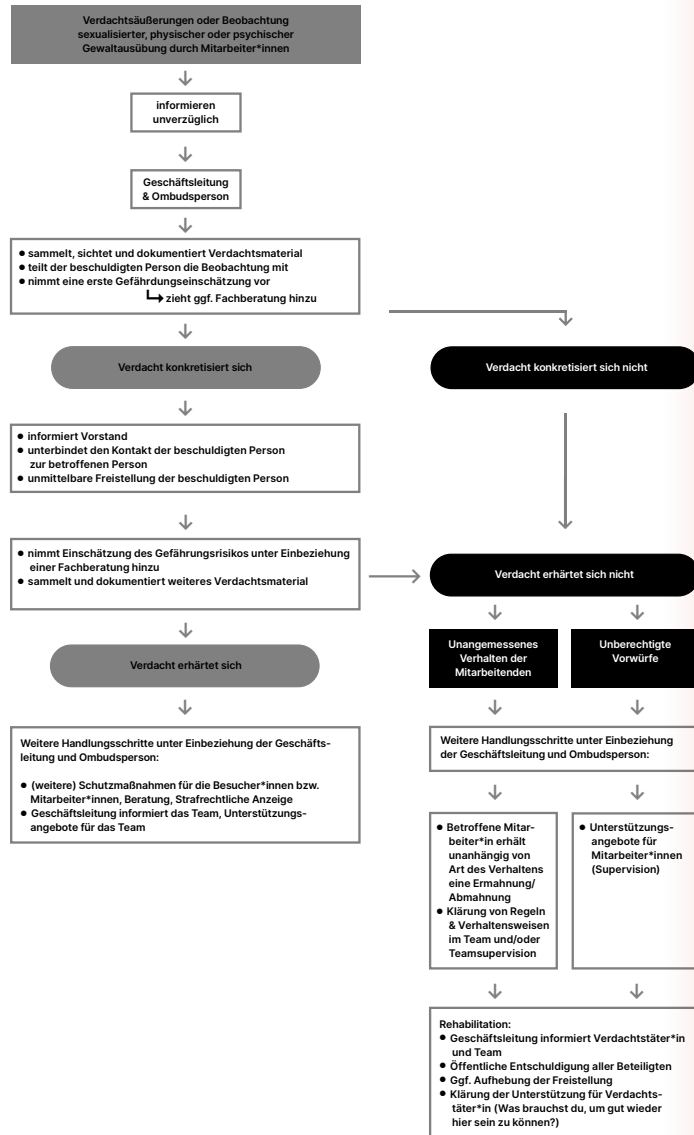 Verdachtsäußerungen oder Beobachtung
sexualisierter, physischer oder psychischer
Gewaltausübung durch Mitarbeiter*innen
informieren
unverzüglich
Geschäftsleitung
& Ombudsperson
● sammelt, sichtet und dokumentiert Verdachtsmaterial
● teilt der beschuldigten Person die Beobachtung mit
● nimmt eine erste Gefährdungseinschätzung vor
zieht ggf. Fachberatung hinzu
Verdacht konkretisiert sich
Verdacht konkretisiert sich nicht
● informiert Vorstand
● unterbindet den Kontakt der beschuldigten Person
zur betroffenen Person
● unmittelbare Freistellung der beschuldigten Person
● nimmt Einschätzung des Gefährungsrisikos unter Einbeziehung
einer Fachberatung hinzu
● sammelt und dokumentiert weiteres Verdachtsmaterial
Verdacht erhärtet sich nicht
Verdacht erhärtet sich
Unangemessenes
Verhalten der
Mitarbeitenden
Unberechtigte
Vorwürfe
Weitere Handlungsschritte unter Einbeziehung der Geschäfts-
leitung und Ombudsperson:
● (weitere) Schutzmaßnahmen für die Besucher*innen bzw.
Mitarbeiter*innen, Beratung, Strafrechtliche Anzeige
● Geschäftsleitung informiert das Team, Unterstützungs-
angebote für das Team
Weitere Handlungsschritte unter Einbeziehung
der Geschäftsleitung und Ombudsperson:
● Betroffene Mitar-
beiter*in erhält
unanhängig von
Art des Verhaltens
eine Ermahnung/
Abmahnung
● Klärung von Regeln
& Verhaltensweisen
im Team und/oder
Teamsupervision
● Unterstützungs-
angebote für
Mitarbeiter*innen
(Supervision)
Rehabilitation:
● Geschäftsleitung informiert Verdachtstäter*in
und Team
● Öffentliche Entschuldigung aller Beteiligten
● Ggf. Aufhebung der Freistellung
● Klärung der Unterstützung für Verdachts-
täter*in (Was brauchst du, um gut wieder
hier sein zu können?)